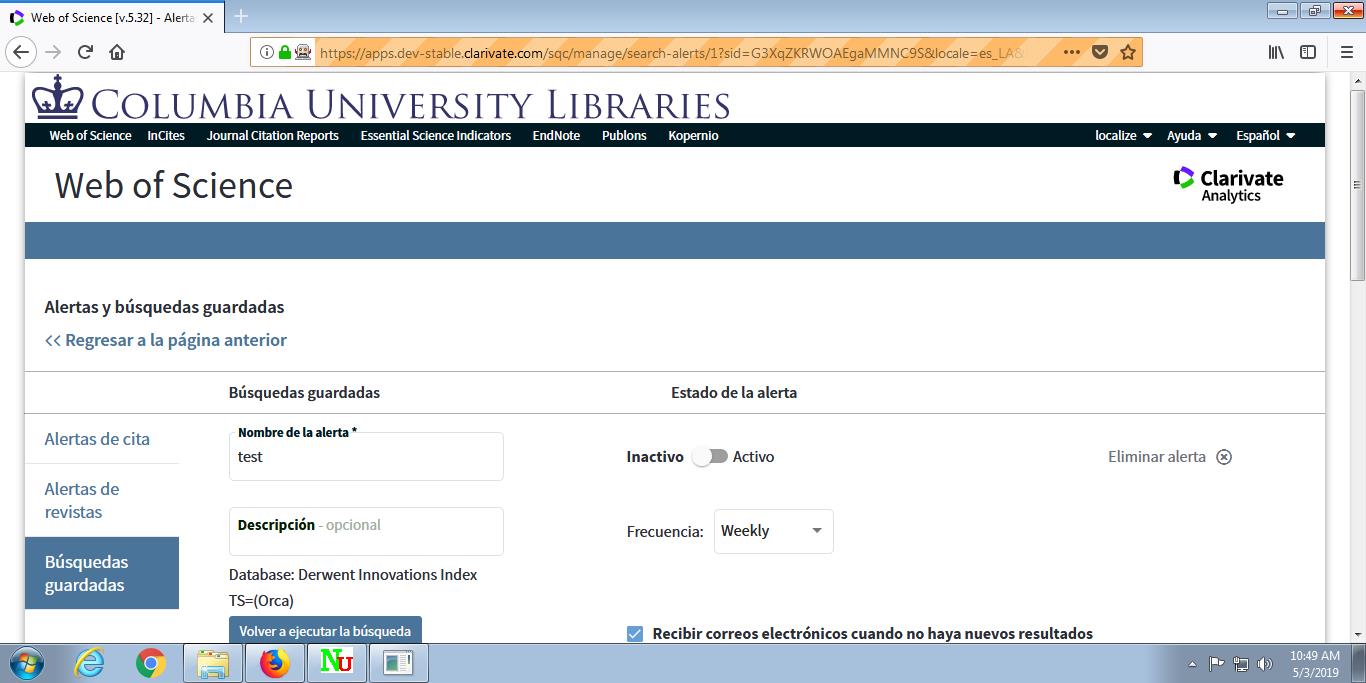 Web of Science [v.5.32] - Alerta
https://apps.dev-stable.clarivate.com/sqc/manage/search-alerts/1?sid=G3XqZKRWOAEgaMMNC9S&locale=es_LA&
COLUMBIA UNIVERSITY LIBRARIES
Web of Science InCites Journal Citation Reports Essential Science Indicators EndNote Publons Kopernio localize Ayuda Español
Web of Science
Clarivate
Analytics
Alertas y búsquedas guardadas
<< Regresar a la página anterior
Búsquedas guardadas Estado de la alerta
Alertas de cita
Alertas de
revistas
Búsquedas
guardadas
Nombre de la alerta *
test
Inactivo Activo
Eliminar alerta
Descripción - opcional
Frecuencia: Weekly
Database: Derwent Innovations Index
TS=(Orca)
Volver a ejecutar la búsqueda
Recibir correos electrónicos cuando no haya nuevos resultados
Nu
10:49 AM
5/3/2019